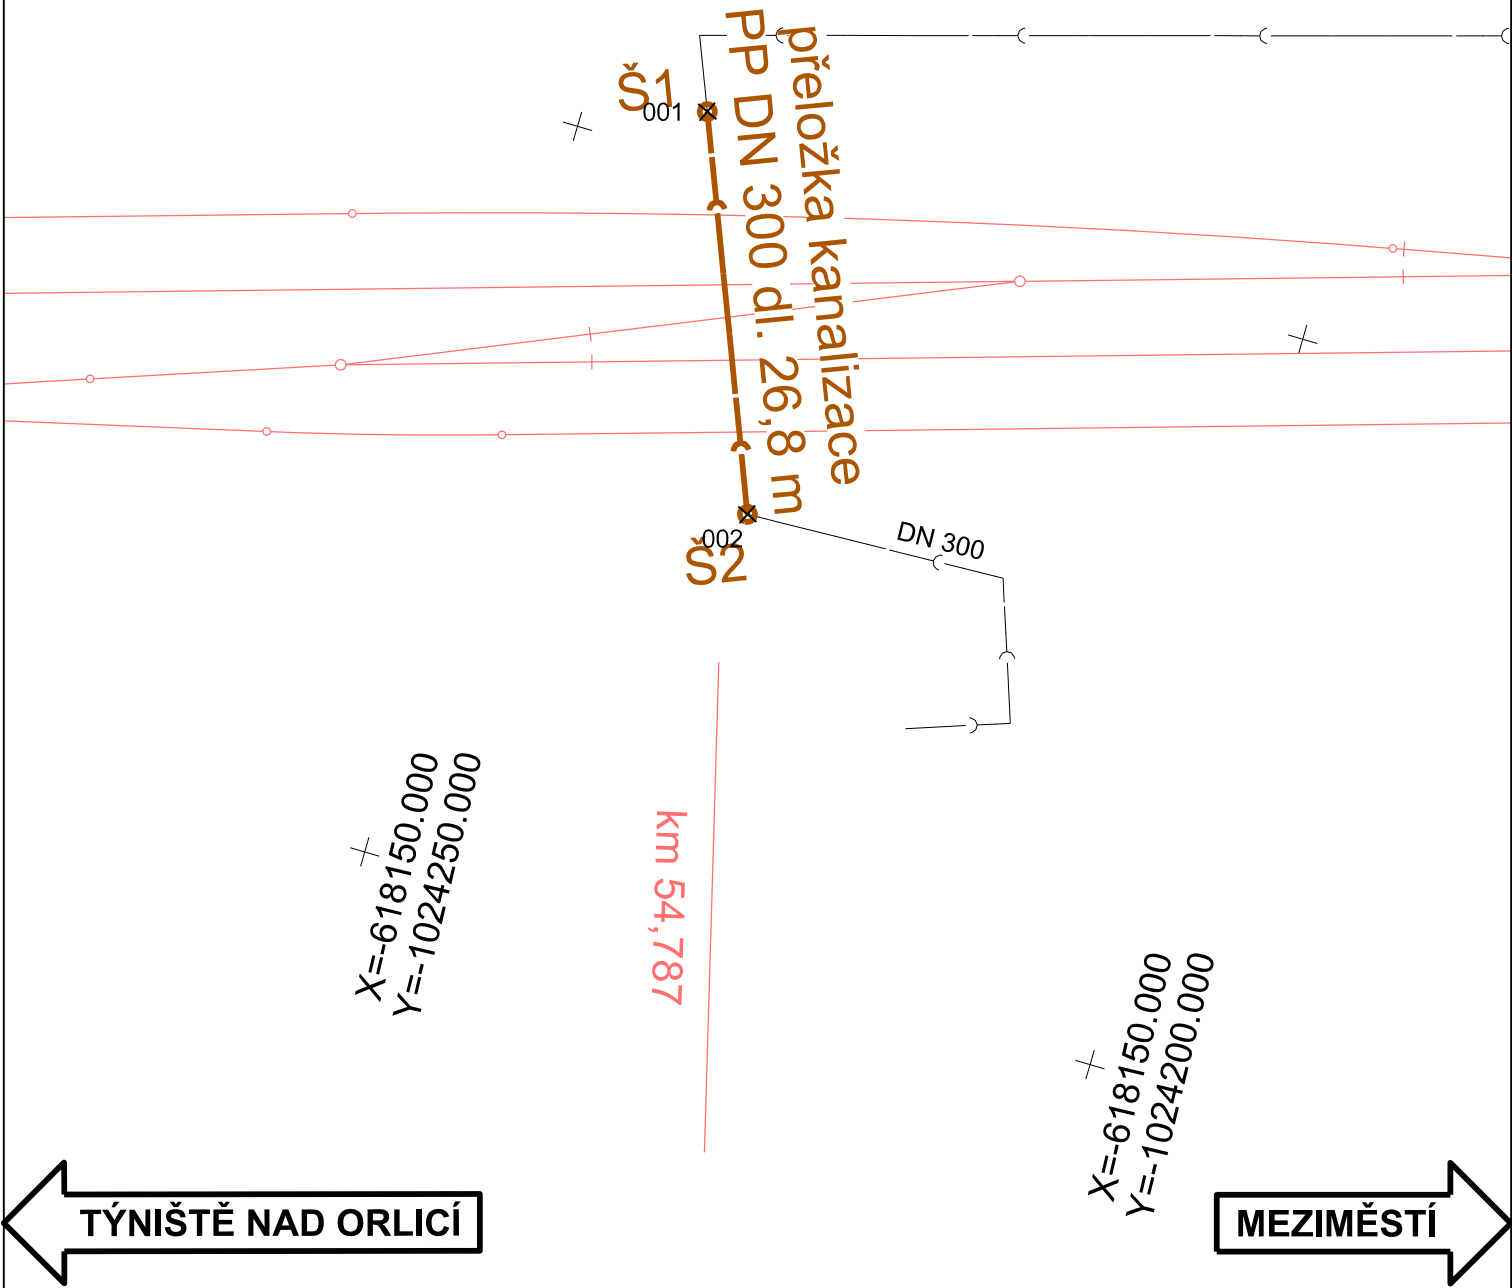 přeložka kanalizace
PP DN 300 dl. 26,8 m
Š1
001
002
Š2
DN 300
km 54,787
X=-618150.000
Y=-1024250.000
X=-618150.000
Y=-1024200.000
TÝNIŠTĚ NAD ORLICÍ
MEZIMĚSTÍ